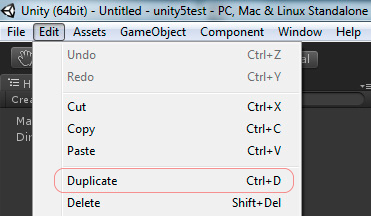 Unity (64bit) - Untitled - unity5test - PC, Mac & Linux Standalone
File Edit Assets GameObject Component Window Help
Undo Ctrl+Z
Redo Ctrl+Y
Cut Ctrl+X
Copy Ctrl+C
Paste Ctrl+V
Duplicate Ctrl+D
Delete Shift+Del